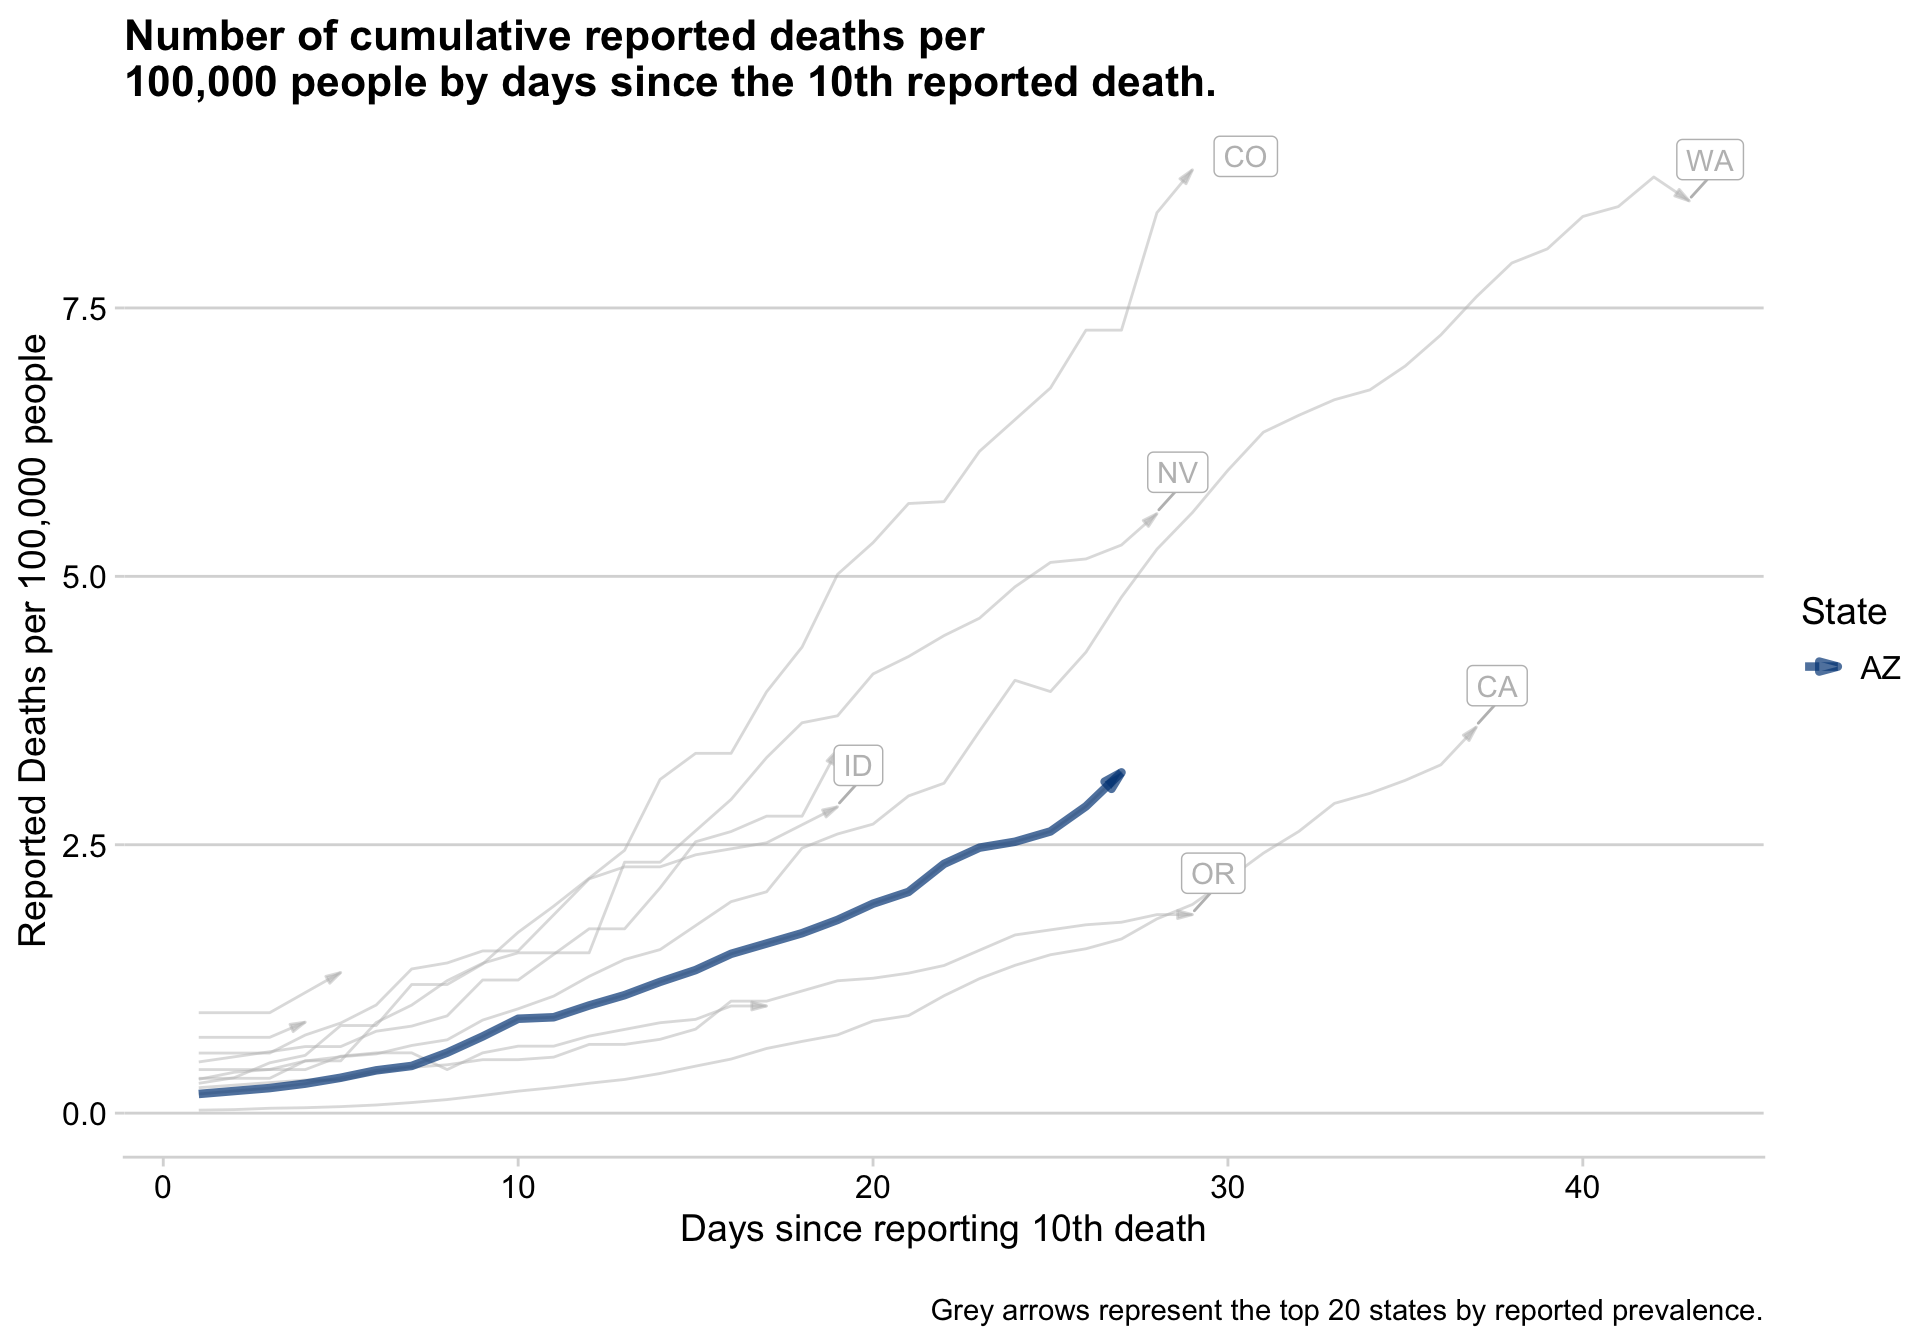 Number of cumulative reported deaths per
100,000 people by days since the 10th reported death.
CO
WA
7.5
NV
5.0
State
AZ
CA
ID
2.5
OR
0.0
Reported Deaths per 100,000 people
0 10 20 30 40
Days since reporting 10th death
Grey arrows represent the top 20 states by reported prevalence.